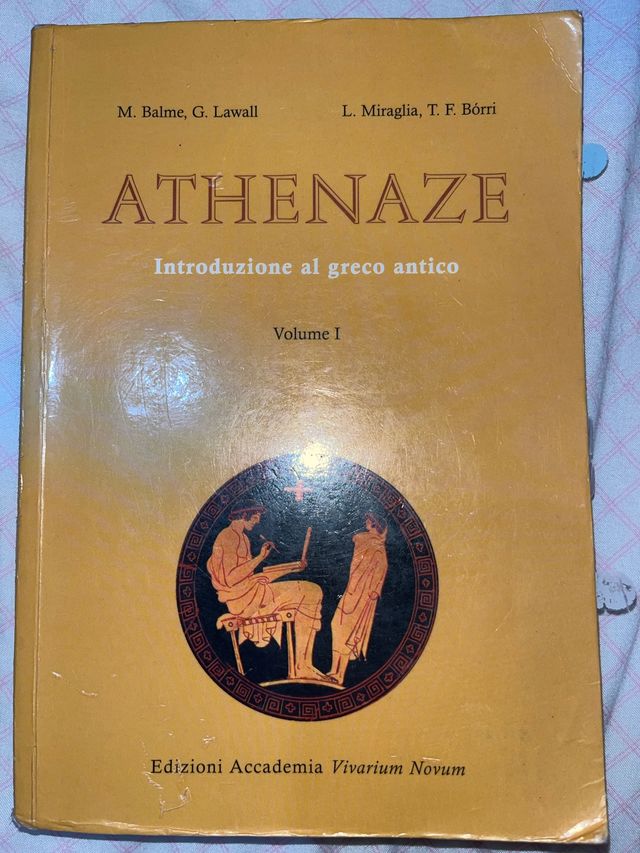 M. Balme, G. Lawall L. Miraglia, T. F. Bórri
ATHENAZE
Introduzione al greco antico
Volume I
Edizioni Accademia Vivarium Novum